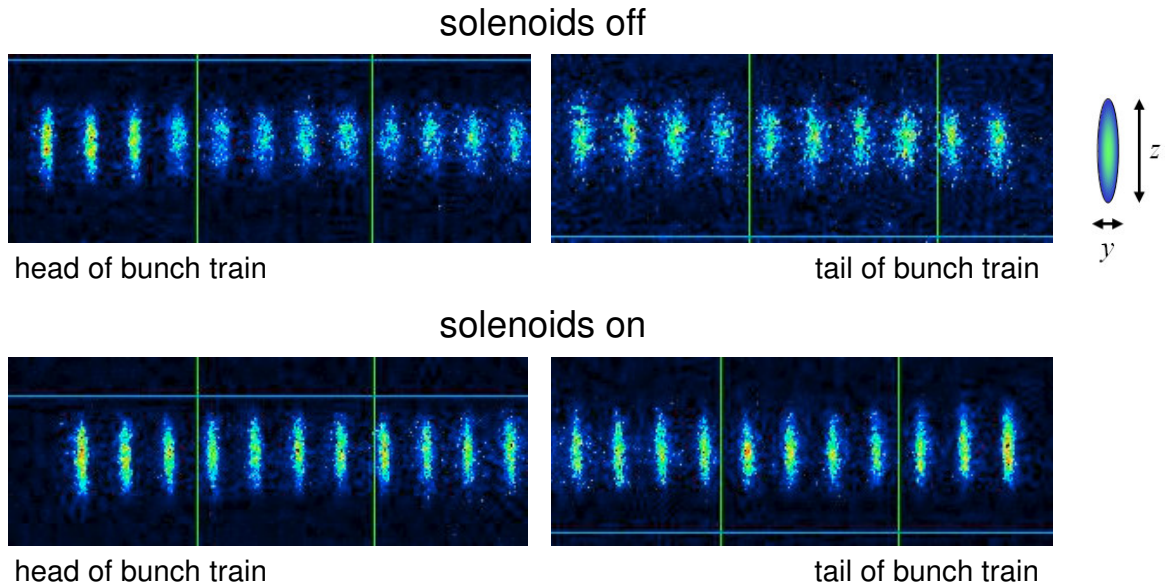 solenoids off
z
y
head of bunch train
tail of bunch train
solenoids on
head of bunch train
tail of bunch train